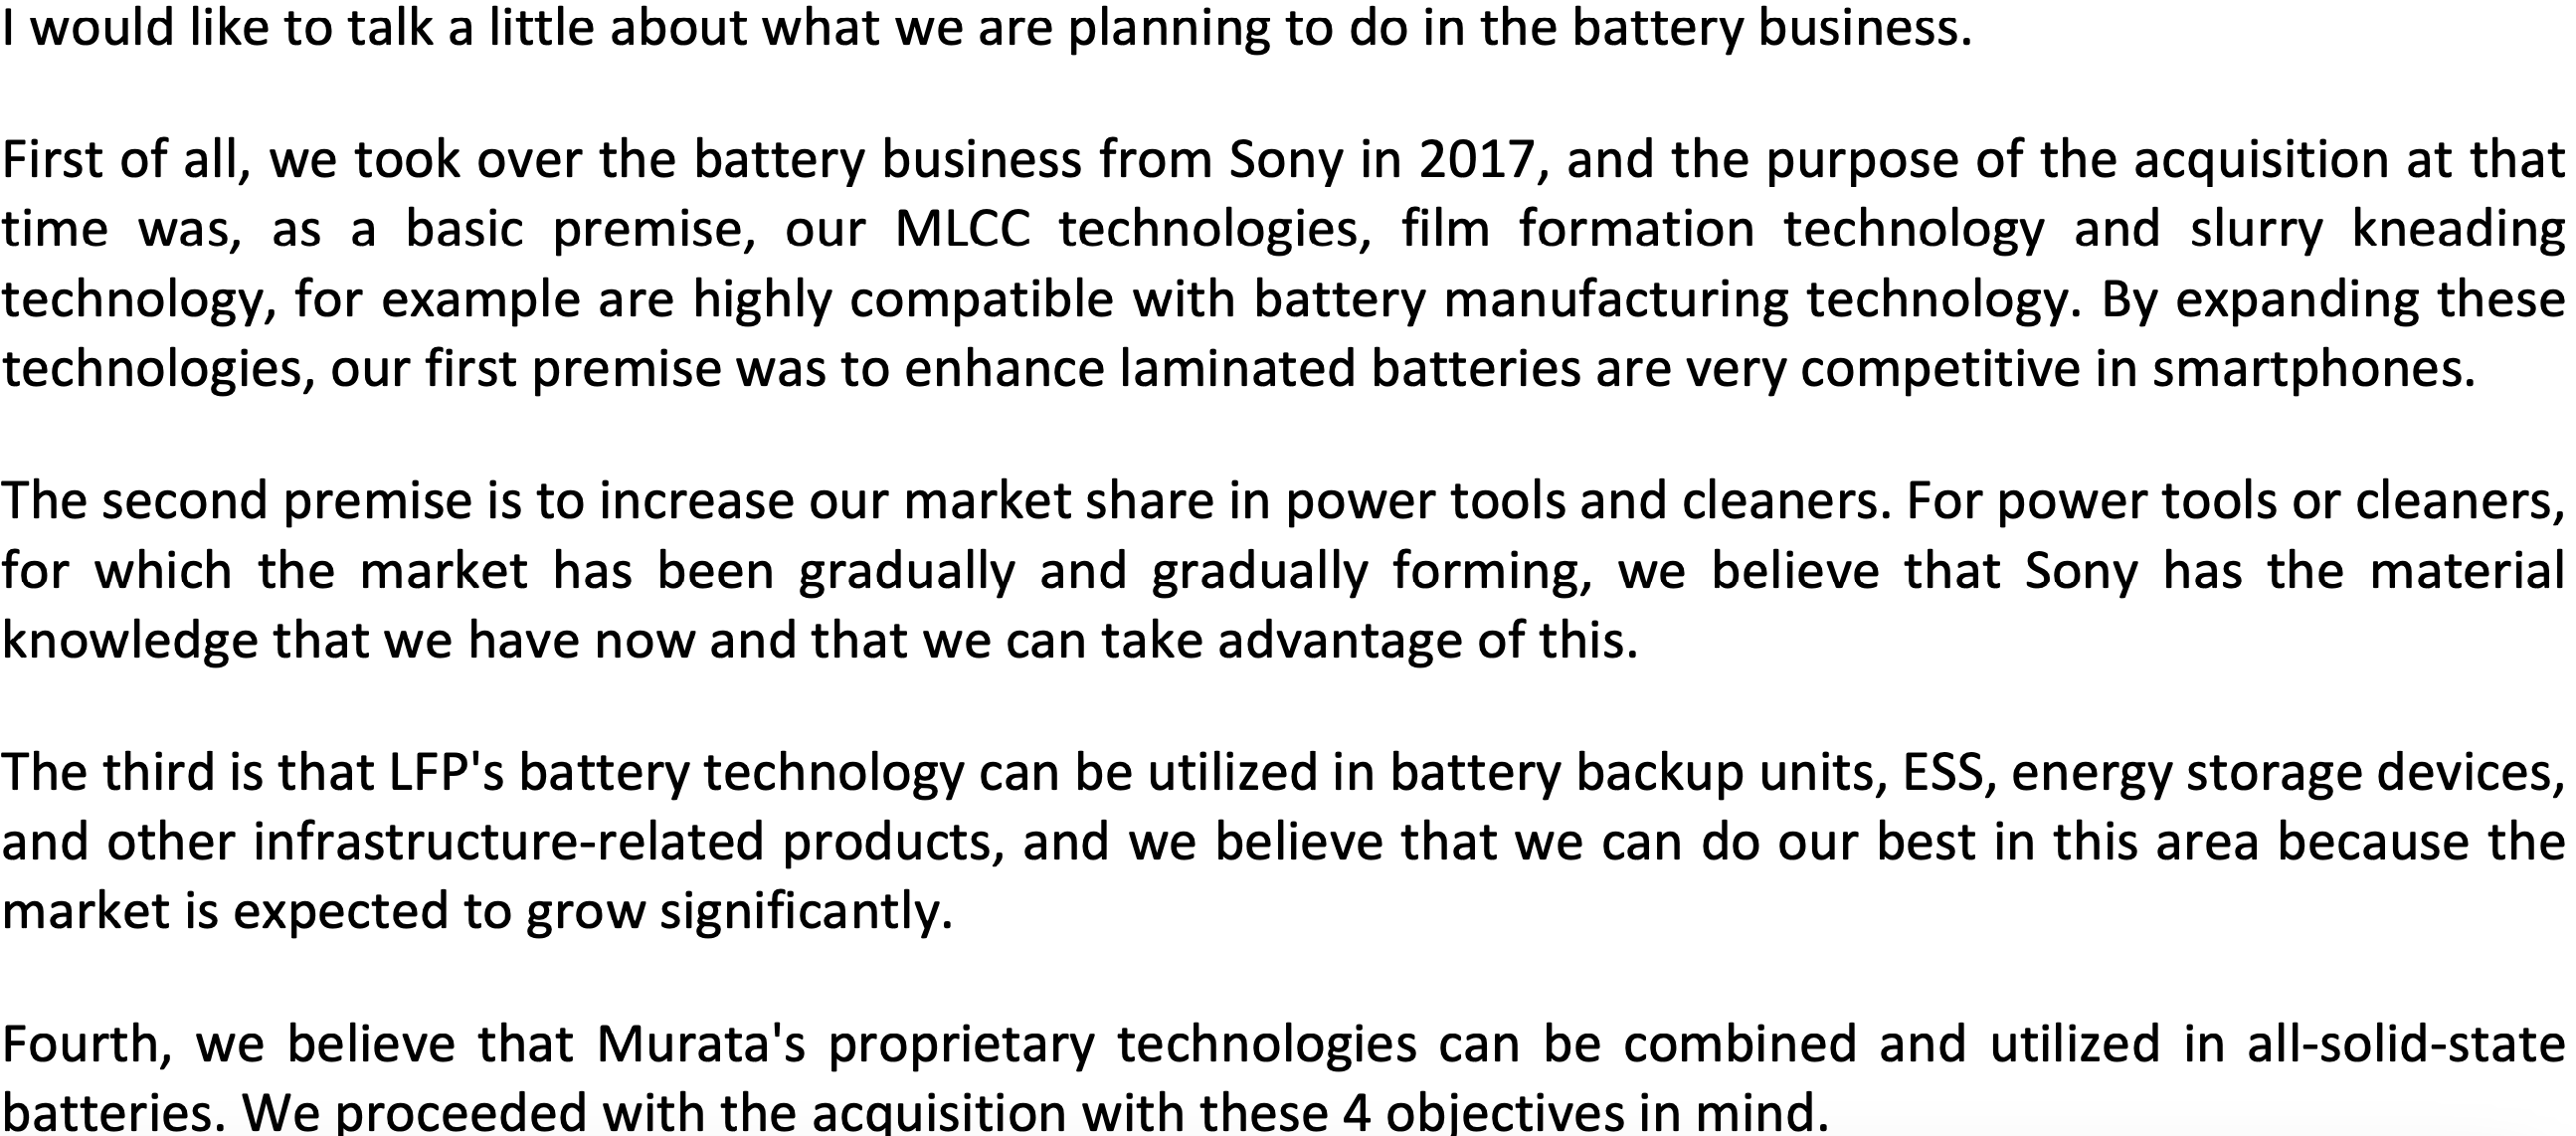 I would like to talk a little about what we are planning to do in the battery business.
First of all, we took over the battery business from Sony in 2017, and the purpose of the acquisition at that
time was, as a basic premise, our MLCC technologies, film formation technology and slurry kneading
technology, for example are highly compatible with battery manufacturing technology. By expanding these
technologies, our first premise was to enhance laminated batteries are very competitive in smartphones.
The second premise is to increase our market share in power tools and cleaners. For power tools or cleaners,
for which the market has been gradually and gradually forming, we believe that Sony has the material
knowledge that we have now and that we can take advantage of this.
The third is that LFP's battery technology can be utilized in battery backup units, ESS, energy storage devices,
and other infrastructure-related products, and we believe that we can do our best in this area because the
market is expected to grow significantly.
Fourth, we believe that Murata's proprietary technologies can be combined and utilized in all-solid-state
batteries. We proceeded with the acquisition with these 4 objectives in mind.